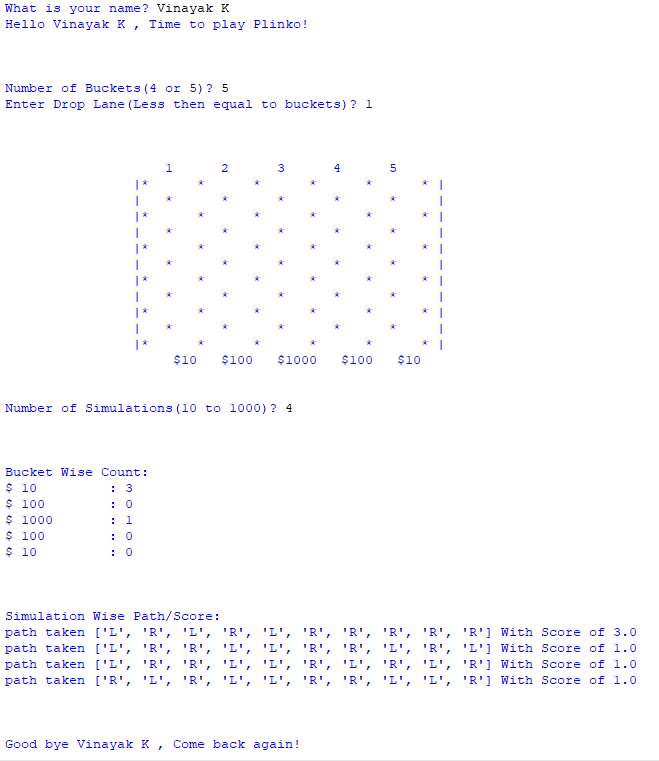 What is your name? Vinayak K
Hello Vinayak K , Time to play Plinko!
Number of Buckets(4 or 5)? 5
Enter Drop Lane(Less then equal to buckets)? 1
1 2 3 4 5
|* * * * * * |
| * * * * * |
|* * * * * * |
| * * * * * |
|* * * * * * |
| * * * * * |
|* * * * * * |
| * * * * * |
|* * * * * * |
| * * * * * |
|* * * * * * |
$10 $100 $1000 $100 $10
Number of Simulations(10 to 1000)? 4
Bucket Wise Count:
$ 10 : 3
$ 100 : 0
$ 1000 : 1
$ 100 : 0
$ 10 : 0
Simulation Wise Path/Score:
path taken ['L', 'R', 'L', 'R', 'L', 'R', 'R', 'R', 'R', 'R'] With Score of 3.0
path taken ['L', 'R', 'R', 'L', 'L', 'R', 'R', 'L', 'R', 'L'] With Score of 1.0
path taken ['L', 'R', 'R', 'L', 'L', 'R', 'L', 'R', 'L', 'R'] With Score of 1.0
path taken ['R', 'L', 'R', 'L', 'L', 'R', 'R', 'L', 'L', 'R'] With Score of 1.0
Good bye Vinayak K , Come back again!